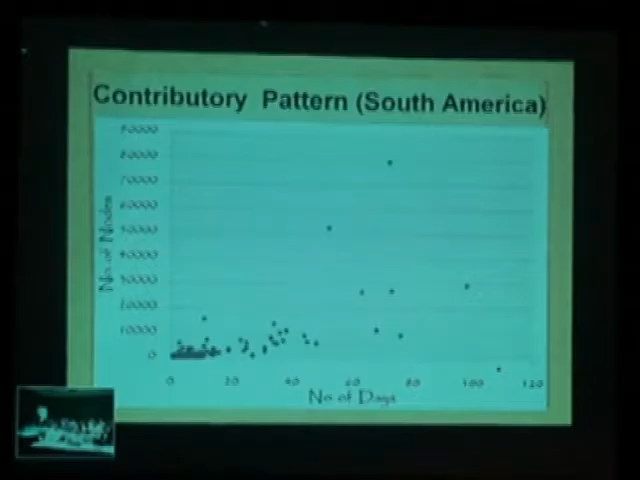 Contributory Pattern (South America)
90000
80000
70000
60000
50000
40000
30000
20000
10000
0
No of Nodes
0 20 40 60 80 100 120
No of Days